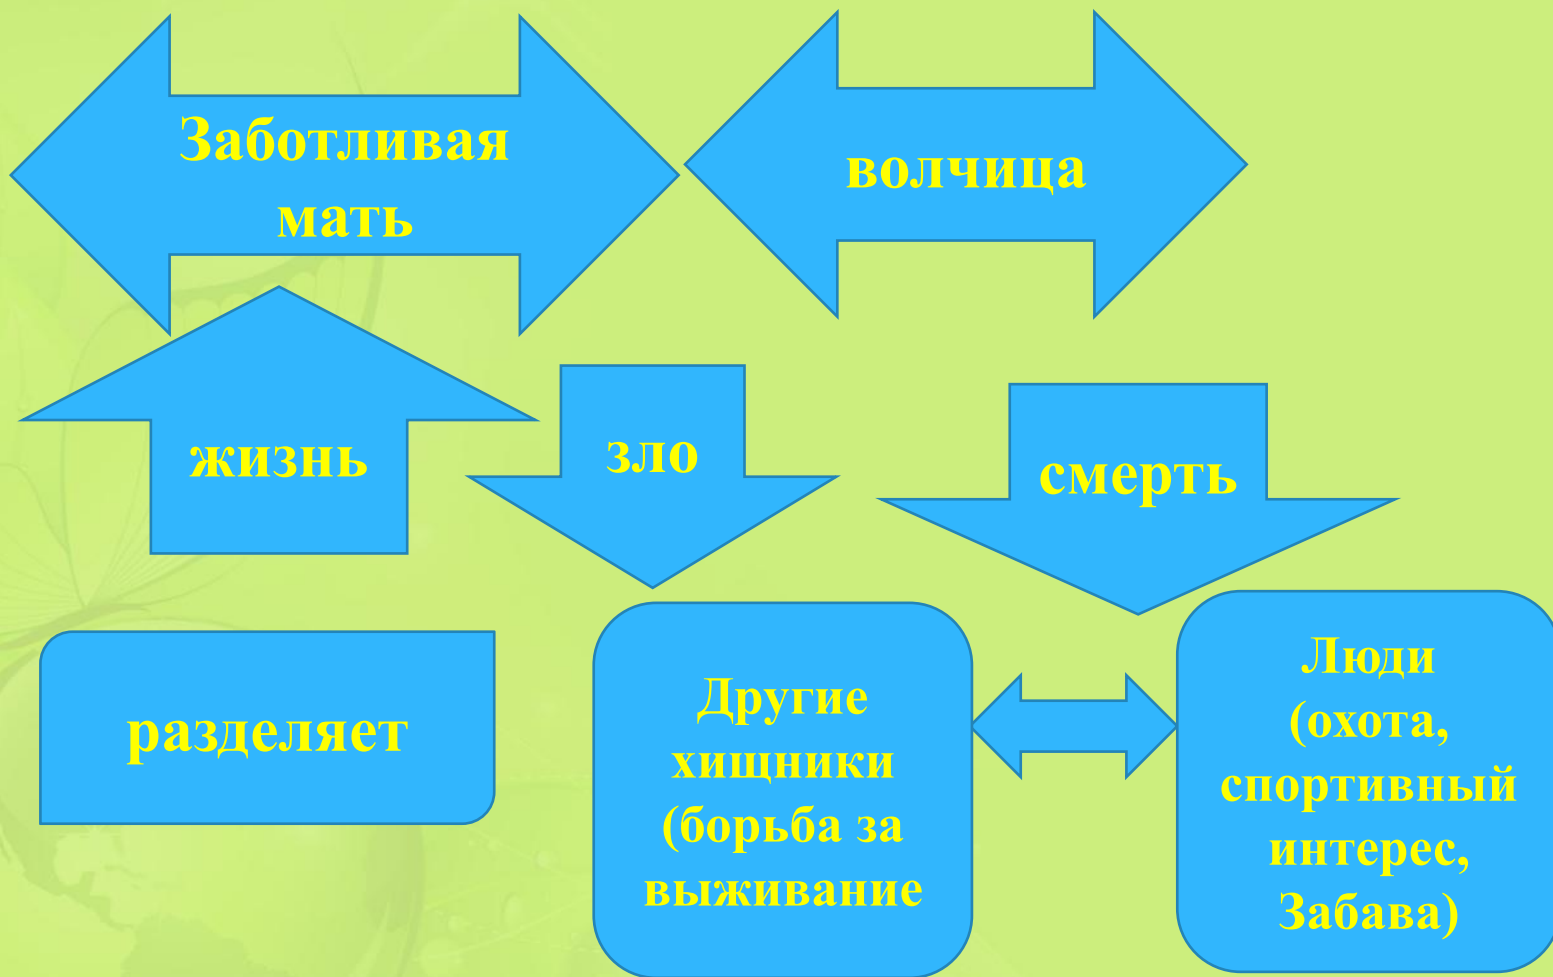 Заботливая
мать
волчица
жизнь
зло
смерть
разделяет
Другие
хищники
(борьба за
выживание
Люди
(охота,
спортивный
интерес,
Забава)